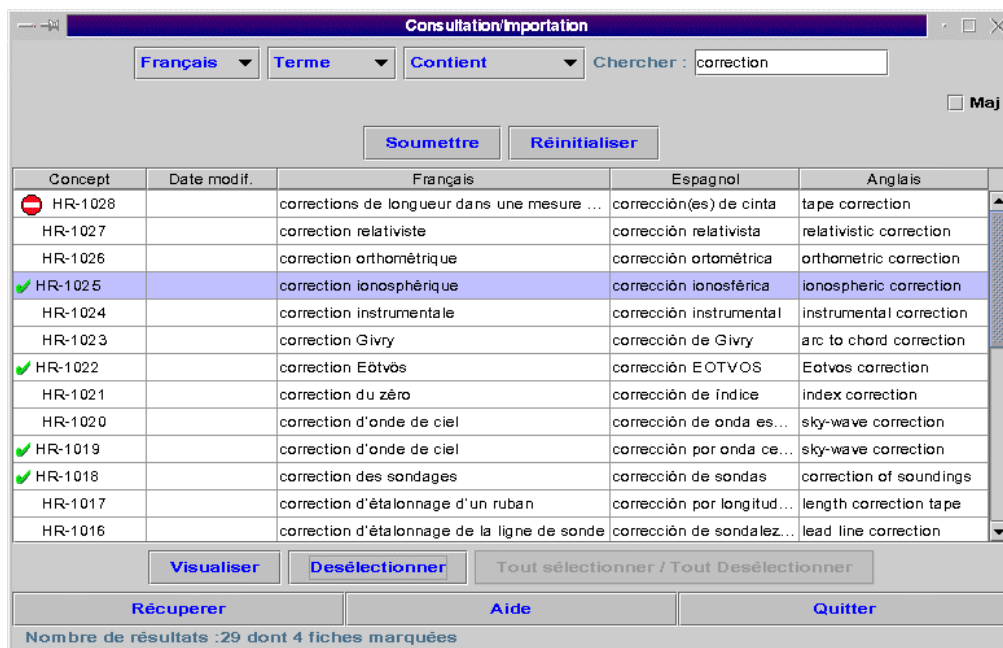 Consultation/Importation
Français Terme Contient Chercher : correction
Maj
Soumettre Réinitialiser
Concept Date modif. Français Espagnol Anglais
HR-1028 corrections de longueur dans une mesure ... corrección(es) de cinta tape correction
HR-1027 correction relativiste corrección relativista relativistic correction
HR-1026 correction orthométrique corrección ortométrica orthometric correction
HR-1025 correction ionosphérique corrección ionosférica ionospheric correction
HR-1024 correction instrumentale corrección instrumental instrumental correction
HR-1023 correction Givry corrección de Givry arc to chord correction
HR-1022 correction Eötvös corrección EOTVOS Eotvos correction
HR-1021 correction du zéro corrección de índice index correction
HR-1020 correction d'onde de ciel corrección de onda es... sky-wave correction
HR-1019 correction d'onde de ciel corrección por onda ce... sky-wave correction
HR-1018 correction des sondages corrección de sondas correction of soundings
HR-1017 correction d'étalonnage d'un ruban corrección por longitud... length correction tape
HR-1016 correction d'étalonnage de la ligne de sonde corrección de sondalez... lead line correction
Visualiser Desélectionner Tout sélectionner / Tout Desélectionner
Récuperer Aide Quitter
Nombre de résultats :29 dont 4 fiches marquées